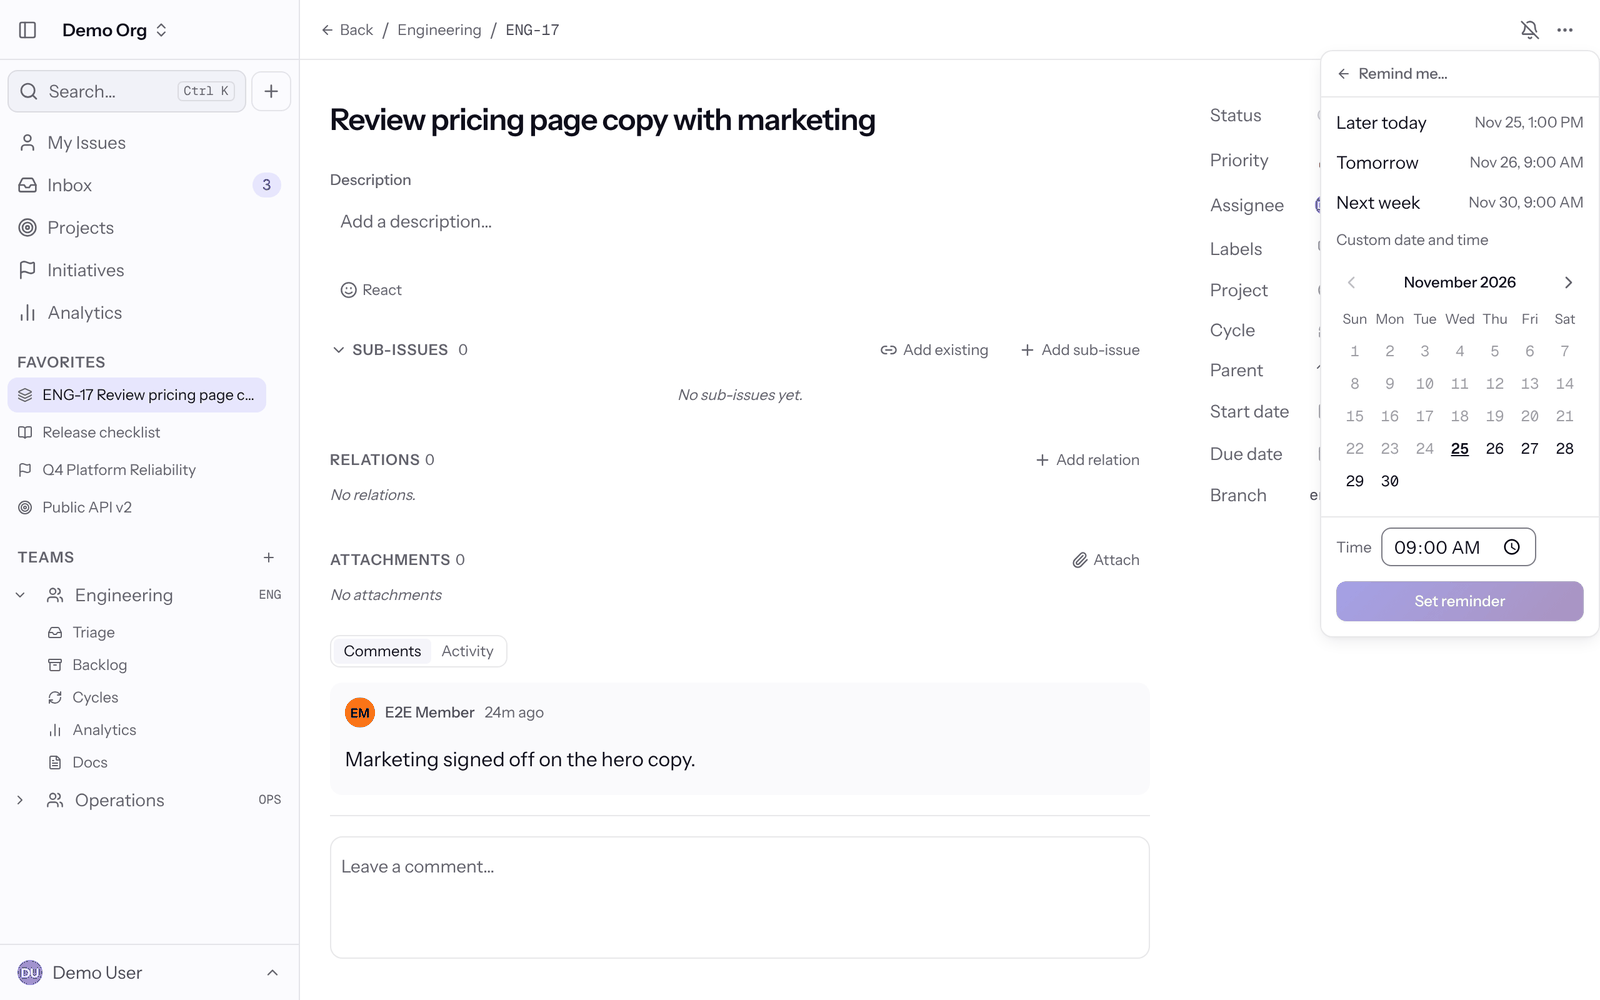 Demo Org
Search...
Ctrl K
My Issues
Inbox
3
Projects
Initiatives
Analytics
FAVORITES
ENG-17 Review pricing page c...
Release checklist
Q4 Platform Reliability
Public API v2
TEAMS
Engineering
ENG
Triage
Backlog
Cycles
Analytics
Docs
Operations
OPS
DU
Demo User
Back / Engineering / ENG-17
Review pricing page copy with marketing
Description
Add a description...
React
SUB-ISSUES 0
Add existing
Add sub-issue
No sub-issues yet.
RELATIONS 0
Add relation
No relations.
ATTACHMENTS 0
Attach
No attachments
Comments
Activity
EM
E2E Member 24m ago
Marketing signed off on the hero copy.
Leave a comment...
Status
Priority
Assignee
Labels
Project
Cycle
Parent
Start date
Due date
Branch
Remind me...
Later today Nov 25, 1:00 PM
Tomorrow Nov 26, 9:00 AM
Next week Nov 30, 9:00 AM
Custom date and time
November 2026
Sun Mon Tue Wed Thu Fri Sat
1 2 3 4 5 6 7
8 9 10 11 12 13 14
15 16 17 18 19 20 21
22 23 24 25 26 27 28
29 30
Time 09:00 AM
Set reminder